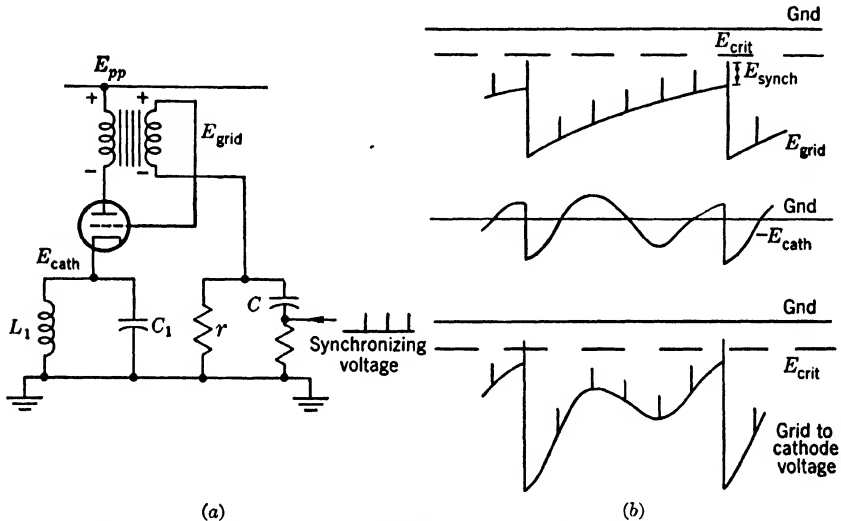 E_pp
+ +
E_grid
- -
E_cath
L_1
C_1
r
C
Synchronizing
voltage
(a)
Gnd
E_crit
E_synch
E_grid
Gnd
-E_cath
Gnd
E_crit
Grid to
cathode
voltage
(b)